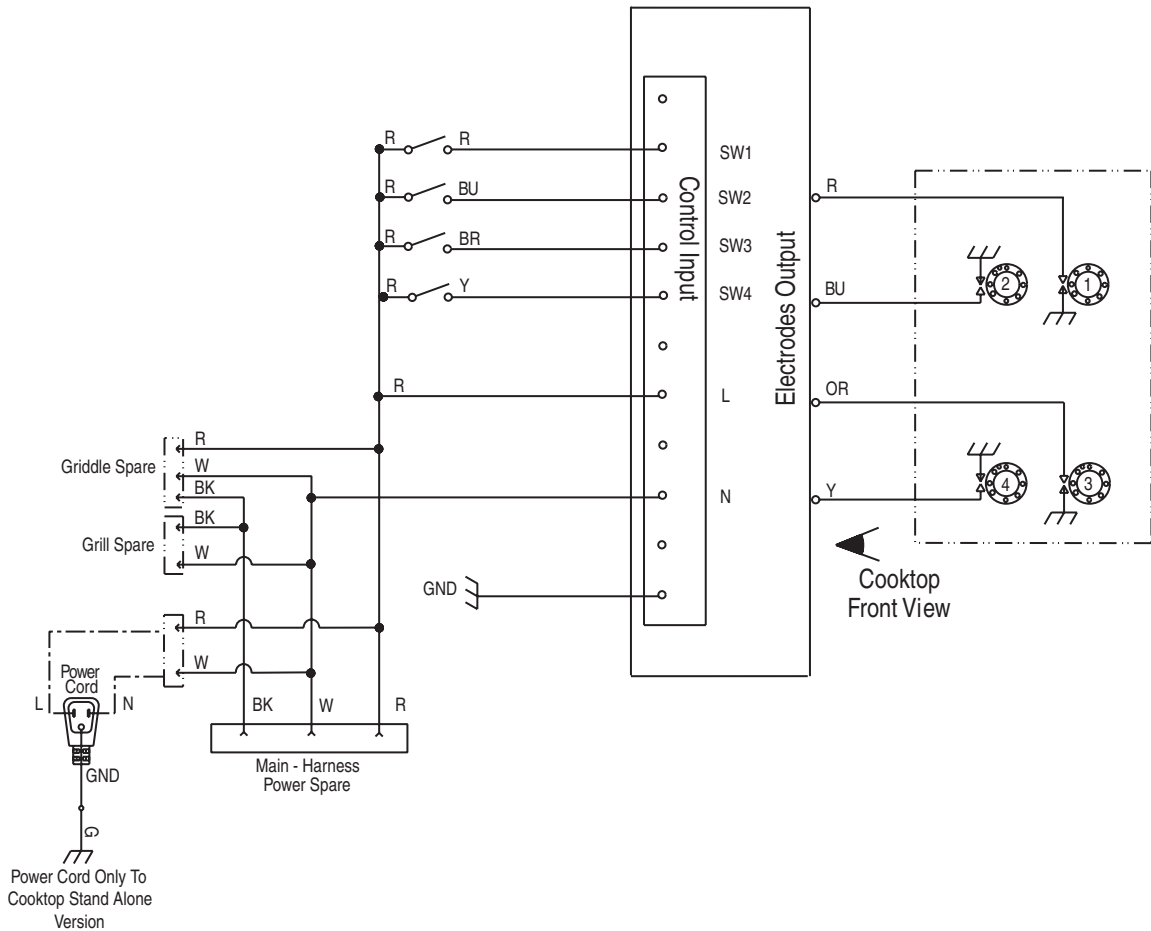 R
R
SW1
R
BU
SW2
R
BR
SW3
R
Y
SW4
Control Input
Electrodes Output
R
2
1
BU
R
L
OR
4
3
Y
R
Griddle Spare
W
BK
N
BK
Grill Spare
W
Cooktop
Front View
GND
R
W
Power
Cord
L
N
BK
W
R
Main - Harness
Power Spare
GND
G
Power Cord Only To
Cooktop Stand Alone
Version